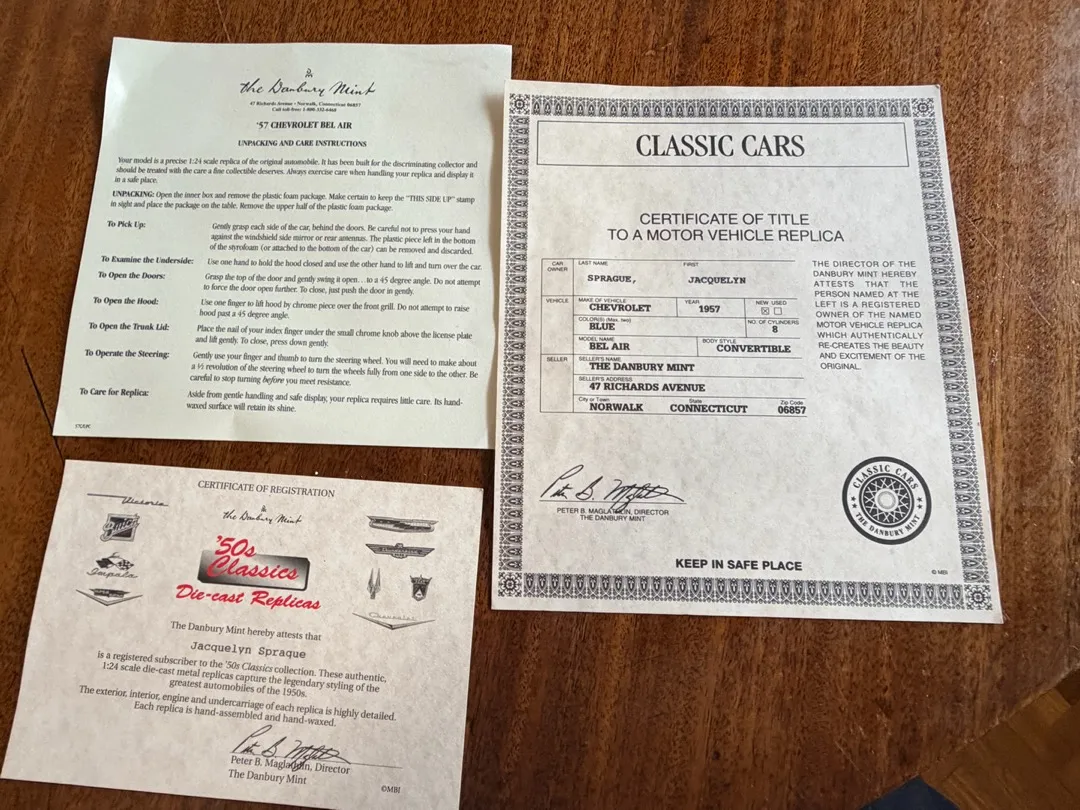 the Danbury Mint
47 Richards Avenue • Norwalk, Connecticut 06857
Call toll-free: 1-800-332-6468
'57 CHEVROLET BEL AIR
UNPACKING AND CARE INSTRUCTIONS
Your model is a precise 1:24 scale replica of the original automobile. It has been built for the discriminating collector and
should be treated with the care a fine collectible deserves. Always exercise care when handling your replica and display it
in a safe place.
UNPACKING: Open the inner box and remove the plastic foam package. Make certain to keep the "THIS SIDE UP" stamp
in sight and place the package on the table. Remove the upper half of the plastic foam package.
To Pick Up: Gently grasp each side of the car, behind the doors. Be careful not to press your hand
against the windshield side mirror or rear antennas. The plastic piece left in the bottom
of the styrofoam (or attached to the bottom of the car) can be removed and discarded.
To Examine the Underside: Use one hand to hold the hood closed and use the other hand to lift and turn over the car.
To Open the Doors: Grasp the top of the door and gently swing it open... to a 45 degree angle. Do not attempt
to force the door open further. To close, just push the door in gently.
To Open the Hood: Use one finger to lift hood by chrome piece over the front grill. Do not attempt to raise
hood past a 45 degree angle.
To Open the Trunk Lid: Place the nail of your index finger under the small chrome knob above the license plate
and lift gently. To close, press down gently.
To Operate the Steering: Gently use your finger and thumb to turn the steering wheel. You will need to make about
a ½ revolution of the steering wheel to turn the wheels fully from one side to the other. Be
careful to stop turning before you meet resistance.
To Care for Replica: Aside from gentle handling and safe display, your replica requires little care. Its hand-
waxed surface will retain its shine.
CLASSIC CARS
CERTIFICATE OF TITLE
TO A MOTOR VEHICLE REPLICA
CAR OWNER LAST NAME FIRST
SPRAGUE, JACQUELYN
VEHICLE MAKE OF VEHICLE YEAR NEW USED
CHEVROLET 1957 ☒ ☐
COLOR(S) (Max. two) NO. OF CYLINDERS
BLUE 8
MODEL NAME BODY STYLE
BEL AIR CONVERTIBLE
SELLER SELLER'S NAME
THE DANBURY MINT
SELLER'S ADDRESS
47 RICHARDS AVENUE
City or Town State Zip Code
NORWALK CONNECTICUT 06857
THE DIRECTOR OF THE
DANBURY MINT HEREBY
ATTESTS THAT THE
PERSON NAMED AT THE
LEFT IS A REGISTERED
OWNER OF THE NAMED
MOTOR VEHICLE REPLICA
WHICH AUTHENTICALLY
RE-CREATES THE BEAUTY
AND EXCITEMENT OF THE
ORIGINAL.
PETER B. MAGLATHLIN, DIRECTOR
THE DANBURY MINT
CLASSIC CARS
THE DANBURY MINT
KEEP IN SAFE PLACE
© MBI
CERTIFICATE OF REGISTRATION
the Danbury Mint
Victoria
Buick
Impala
Thunderbird
Chevrolet
'50s
Classics
Die-cast Replicas
The Danbury Mint hereby attests that
Jacquelyn Spraque
is a registered subscriber to the '50s Classics collection. These authentic,
1:24 scale die-cast metal replicas capture the legendary styling of the
greatest automobiles of the 1950s.
The exterior, interior, engine and undercarriage of each replica is highly detailed.
Each replica is hand-assembled and hand-waxed.
Peter B. Maglathlin, Director
The Danbury Mint
©MBI